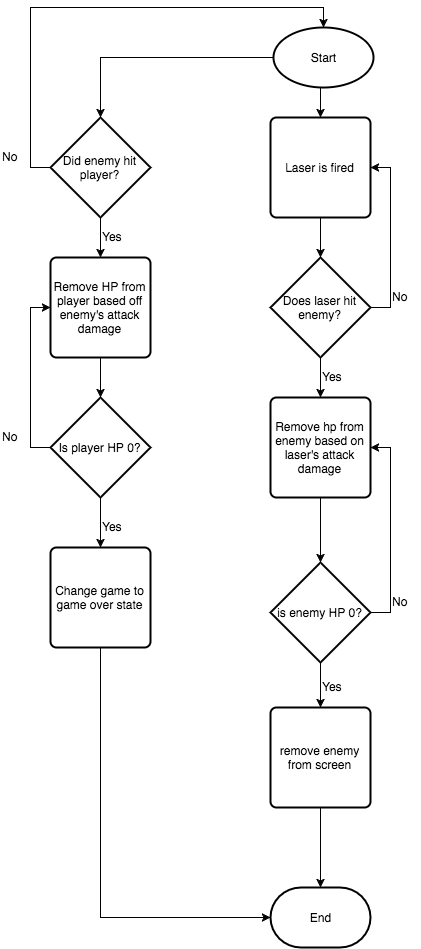 Start
No
Did enemy hit
player?
Laser is fired
Yes
Remove HP from
player based off
enemy's attack
damage
Does laser hit
enemy?
No
Yes
No
Is player HP 0?
Remove hp from
enemy based on
laser's attack
damage
Yes
Change game to
game over state
is enemy HP 0?
No
Yes
remove enemy
from screen
End